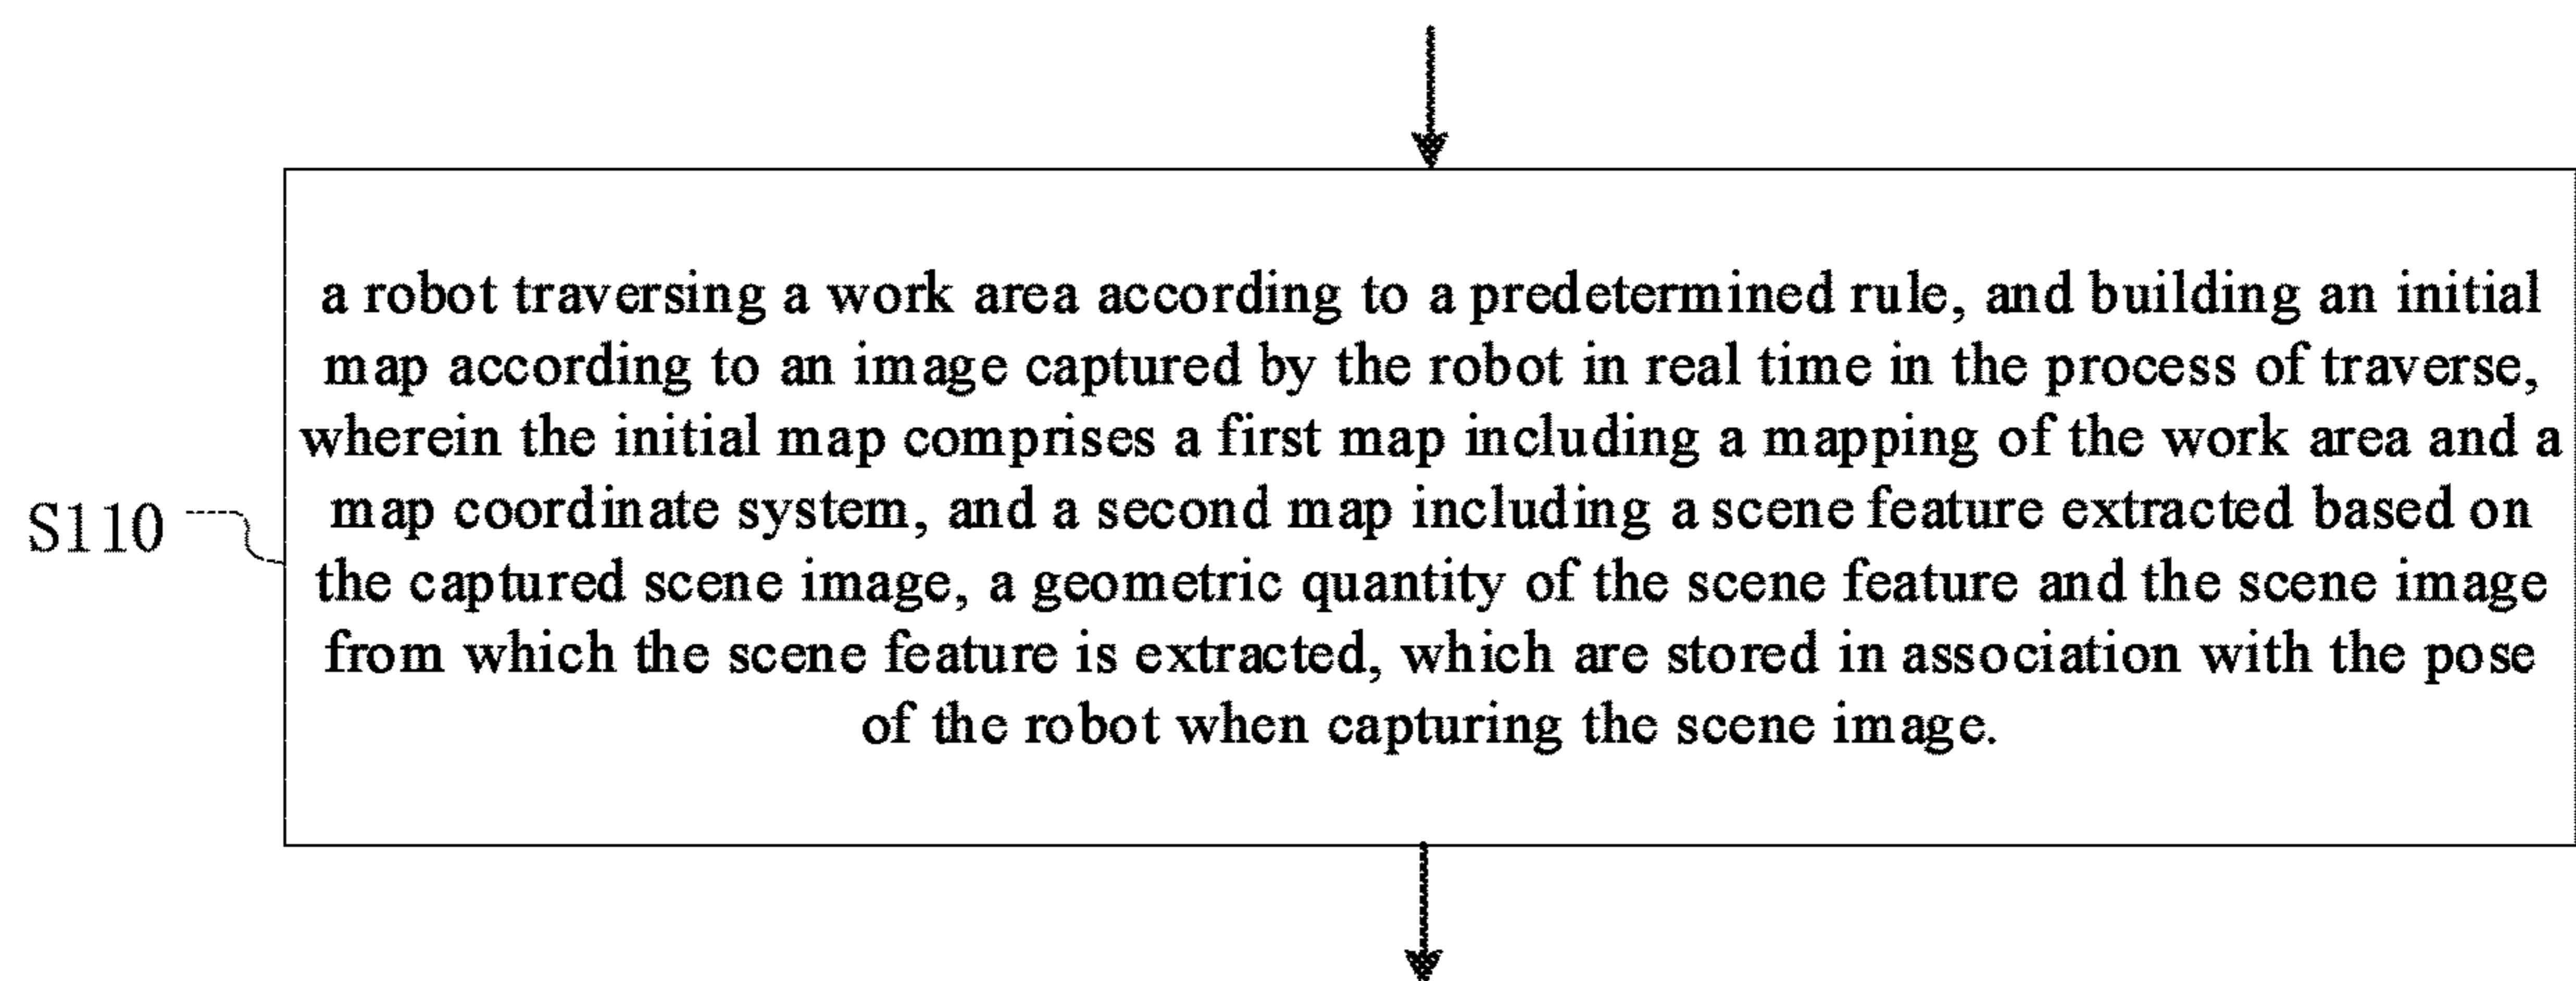 a robot traversing a work area according to a predetermined rule, and building an initial
map according to an image captured by the robot in real time in the process of traverse,
wherein the initial map comprises a first map including a mapping of the work area and a
map coordinate system, and a second map including a scene feature extracted based on
the captured scene image, a geometric quantity of the scene feature and the scene image
from which the scene feature is extracted, which are stored in association with the pose
of the robot when capturing the scene image.
S110